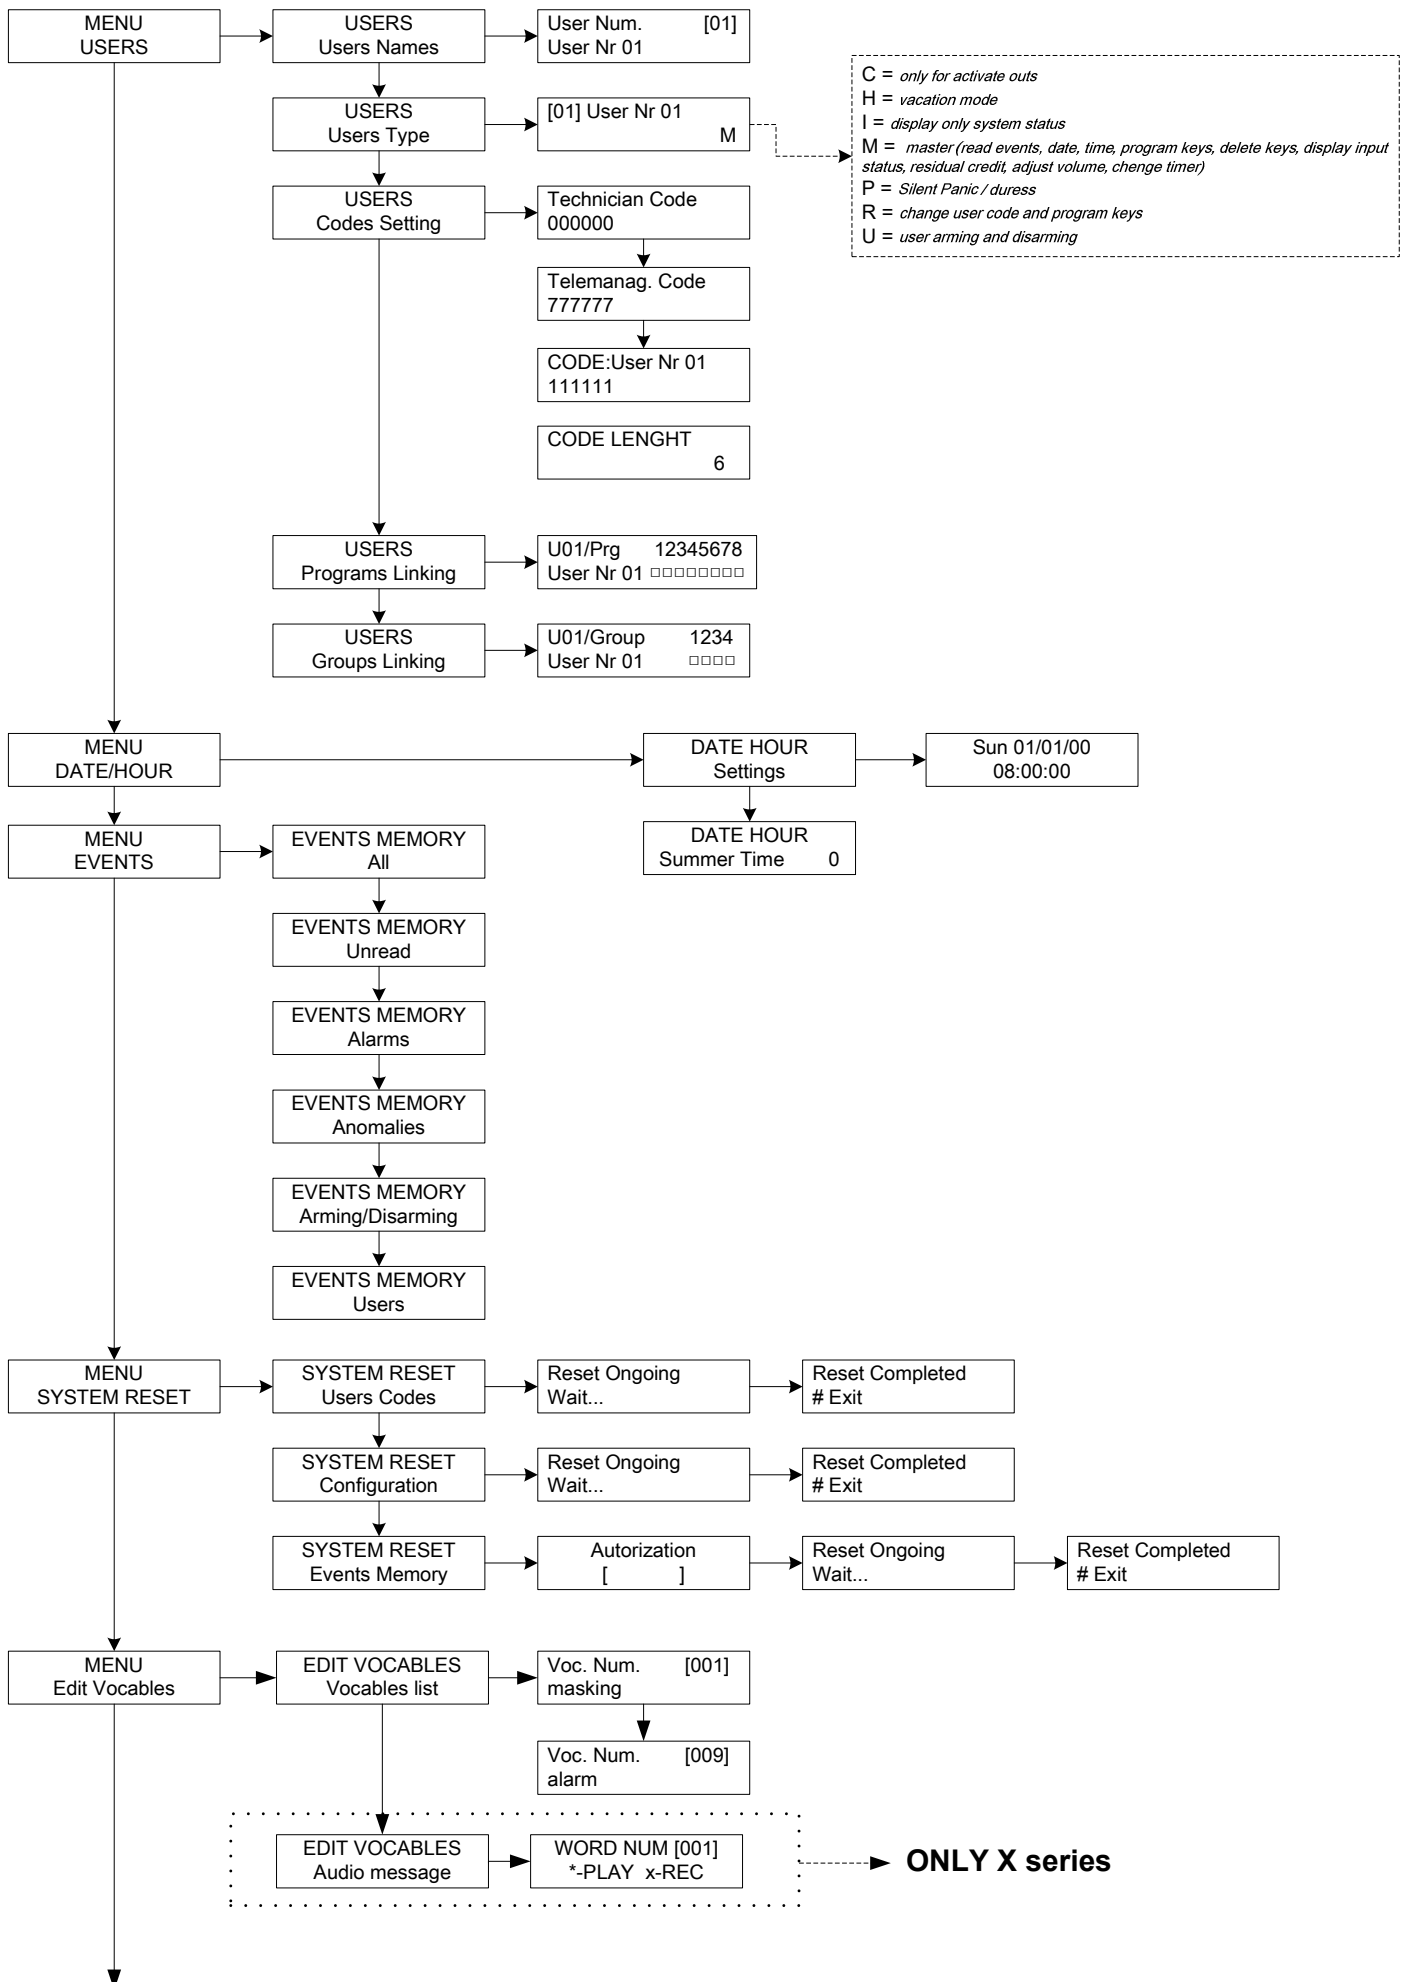 MENU
USERS
USERS
Users Names
User Num. [01]
User Nr 01
USERS
Users Type
[01] User Nr 01
M
C = only for activate outs
H = vacation mode
I = display only system status
M = master (read events, date, time, program keys, delete keys, display input
status, residual credit, adjust volume, chenge timer)
P = Silent Panic / duress
R = change user code and program keys
U = user arming and disarming
USERS
Codes Setting
Technician Code
000000
Telemanag. Code
777777
CODE:User Nr 01
111111
CODE LENGHT
6
USERS
Programs Linking
U01/Prg 12345678
User Nr 01 □□□□□□□□
USERS
Groups Linking
U01/Group 1234
User Nr 01 □□□□
MENU
DATE/HOUR
DATE HOUR
Settings
Sun 01/01/00
08:00:00
DATE HOUR
Summer Time 0
MENU
EVENTS
EVENTS MEMORY
All
EVENTS MEMORY
Unread
EVENTS MEMORY
Alarms
EVENTS MEMORY
Anomalies
EVENTS MEMORY
Arming/Disarming
EVENTS MEMORY
Users
MENU
SYSTEM RESET
SYSTEM RESET
Users Codes
Reset Ongoing
Wait...
Reset Completed
# Exit
SYSTEM RESET
Configuration
Reset Ongoing
Wait...
Reset Completed
# Exit
SYSTEM RESET
Events Memory
Autorization
[ ]
Reset Ongoing
Wait...
Reset Completed
# Exit
MENU
Edit Vocables
EDIT VOCABLES
Vocables list
Voc. Num. [001]
masking
Voc. Num. [009]
alarm
EDIT VOCABLES
Audio message
WORD NUM [001]
*-PLAY x-REC
ONLY X series